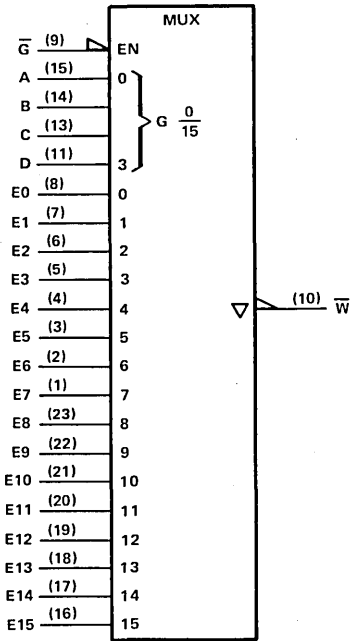 MUX
G (9) EN
A (15) 0
B (14)
C (13)
D (11) 3
G 0/15
E0 (8) 0
E1 (7) 1
E2 (6) 2
E3 (5) 3
E4 (4) 4
(10) W
E5 (3) 5
E6 (2) 6
E7 (1) 7
E8 (23) 8
E9 (22) 9
E10 (21) 10
E11 (20) 11
E12 (19) 12
E13 (18) 13
E14 (17) 14
E15 (16) 15